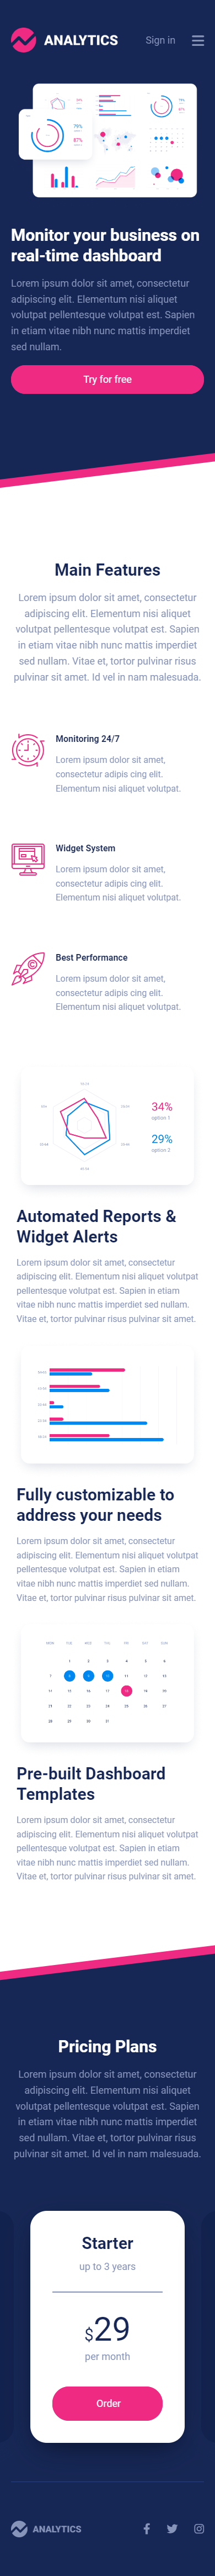 ANALYTICS
Sign in
Monitor your business on
real-time dashboard
Lorem ipsum dolor sit amet, consectetur
adipiscing elit. Elementum nisi aliquet
volutpat pellentesque volutpat est. Sapien
in etiam vitae nibh nunc mattis imperdiet
sed nullam.
Try for free
Main Features
Lorem ipsum dolor sit amet, consectetur
adipiscing elit. Elementum nisi aliquet
volutpat pellentesque volutpat est. Sapien
in etiam vitae nibh nunc mattis imperdiet
sed nullam. Vitae et, tortor pulvinar risus
pulvinar sit amet. Id vel in nam malesuada.
Monitoring 24/7
Lorem ipsum dolor sit amet,
consectetur adipis cing elit.
Elementum nisi aliquet volutpat.
Widget System
Lorem ipsum dolor sit amet,
consectetur adipis cing elit.
Elementum nisi aliquet volutpat.
Best Performance
Lorem ipsum dolor sit amet,
consectetur adipis cing elit.
Elementum nisi aliquet volutpat.
34%
option 1
29%
option 2
Automated Reports &
Widget Alerts
Lorem ipsum dolor sit amet, consectetur
adipiscing elit. Elementum nisi aliquet volutpat
pellentesque volutpat est. Sapien in etiam
vitae nibh nunc mattis imperdiet sed nullam.
Vitae et, tortor pulvinar risus pulvinar sit amet.
Fully customizable to
address your needs
Lorem ipsum dolor sit amet, consectetur
adipiscing elit. Elementum nisi aliquet volutpat
pellentesque volutpat est. Sapien in etiam
vitae nibh nunc mattis imperdiet sed nullam.
Vitae et, tortor pulvinar risus pulvinar sit amet.
MON TUE WED THU FRI SAT SUN
Pre-built Dashboard
Templates
Lorem ipsum dolor sit amet, consectetur
adipiscing elit. Elementum nisi aliquet volutpat
pellentesque volutpat est. Sapien in etiam
vitae nibh nunc mattis imperdiet sed nullam.
Vitae et, tortor pulvinar risus pulvinar sit amet.
Pricing Plans
Lorem ipsum dolor sit amet, consectetur
adipiscing elit. Elementum nisi aliquet
volutpat pellentesque volutpat est. Sapien
in etiam vitae nibh nunc mattis imperdiet
sed nullam. Vitae et, tortor pulvinar risus
pulvinar sit amet. Id vel in nam malesuada.
Starter
up to 3 years
$29
per month
Order
ANALYTICS